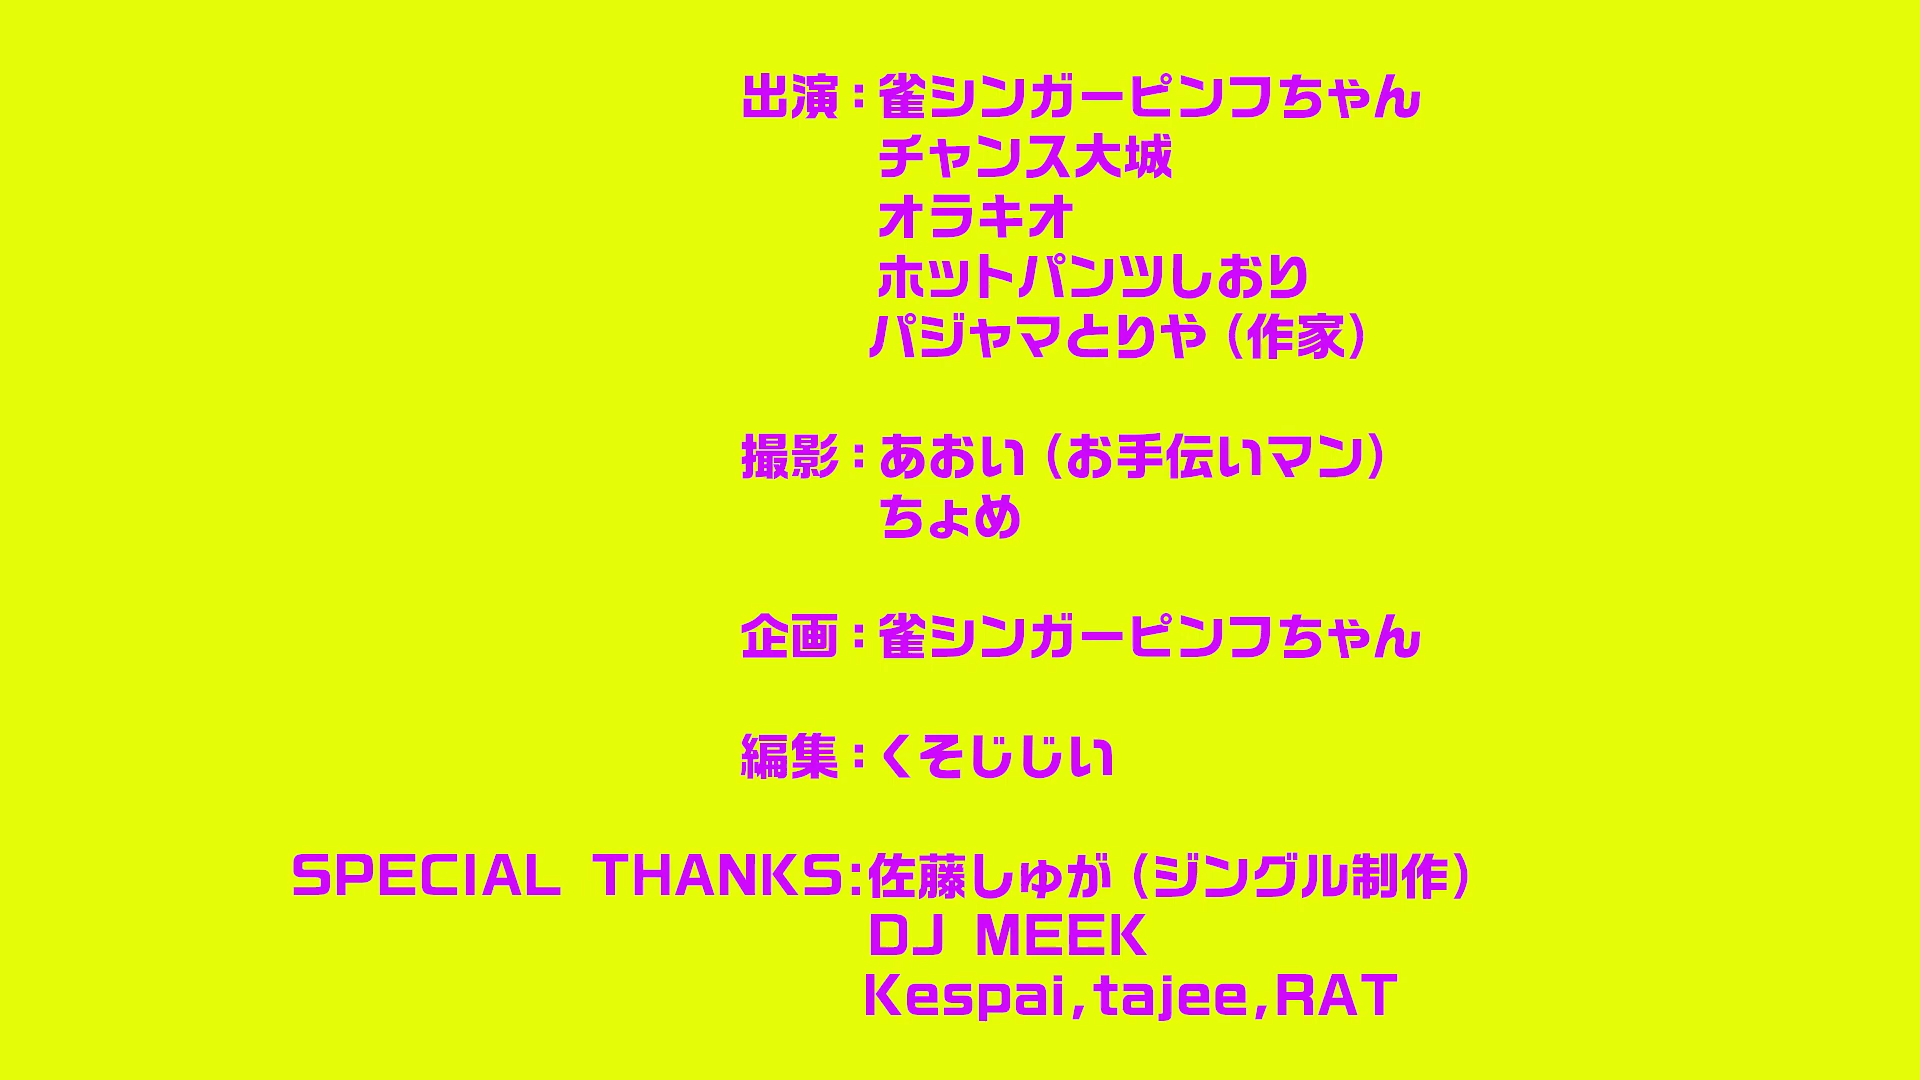 出演：雀シンガーピンフちゃん
チャンス大城
オラキオ
ホットパンツしおり
パジャマとりや（作家）
撮影：あおい（お手伝いマン）
ちょめ
企画：雀シンガーピンフちゃん
編集：くそじじい
SPECIAL THANKS:佐藤しゅが（ジングル制作）
DJ MEEK
Kespai,tajee,RAT